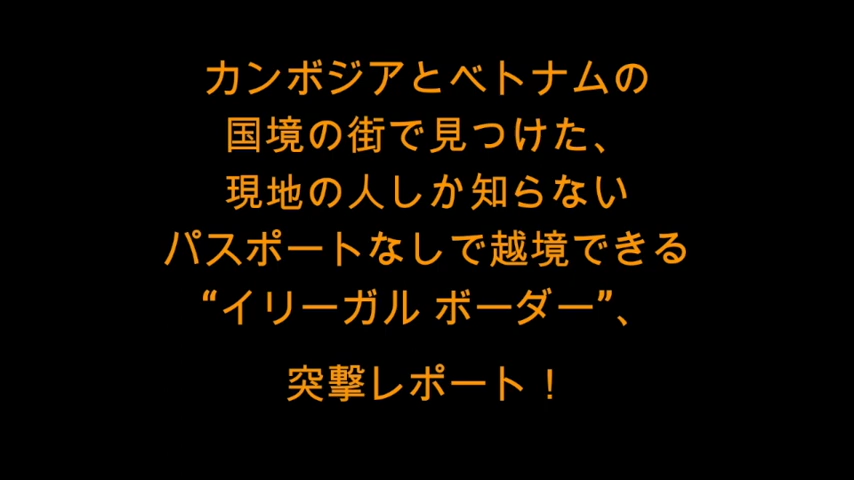 カンボジアとベトナムの
国境の街で見つけた、
現地の人しか知らない
パスポートなしで越境できる
“イリーガル ボーダー”、
突撃レポート！